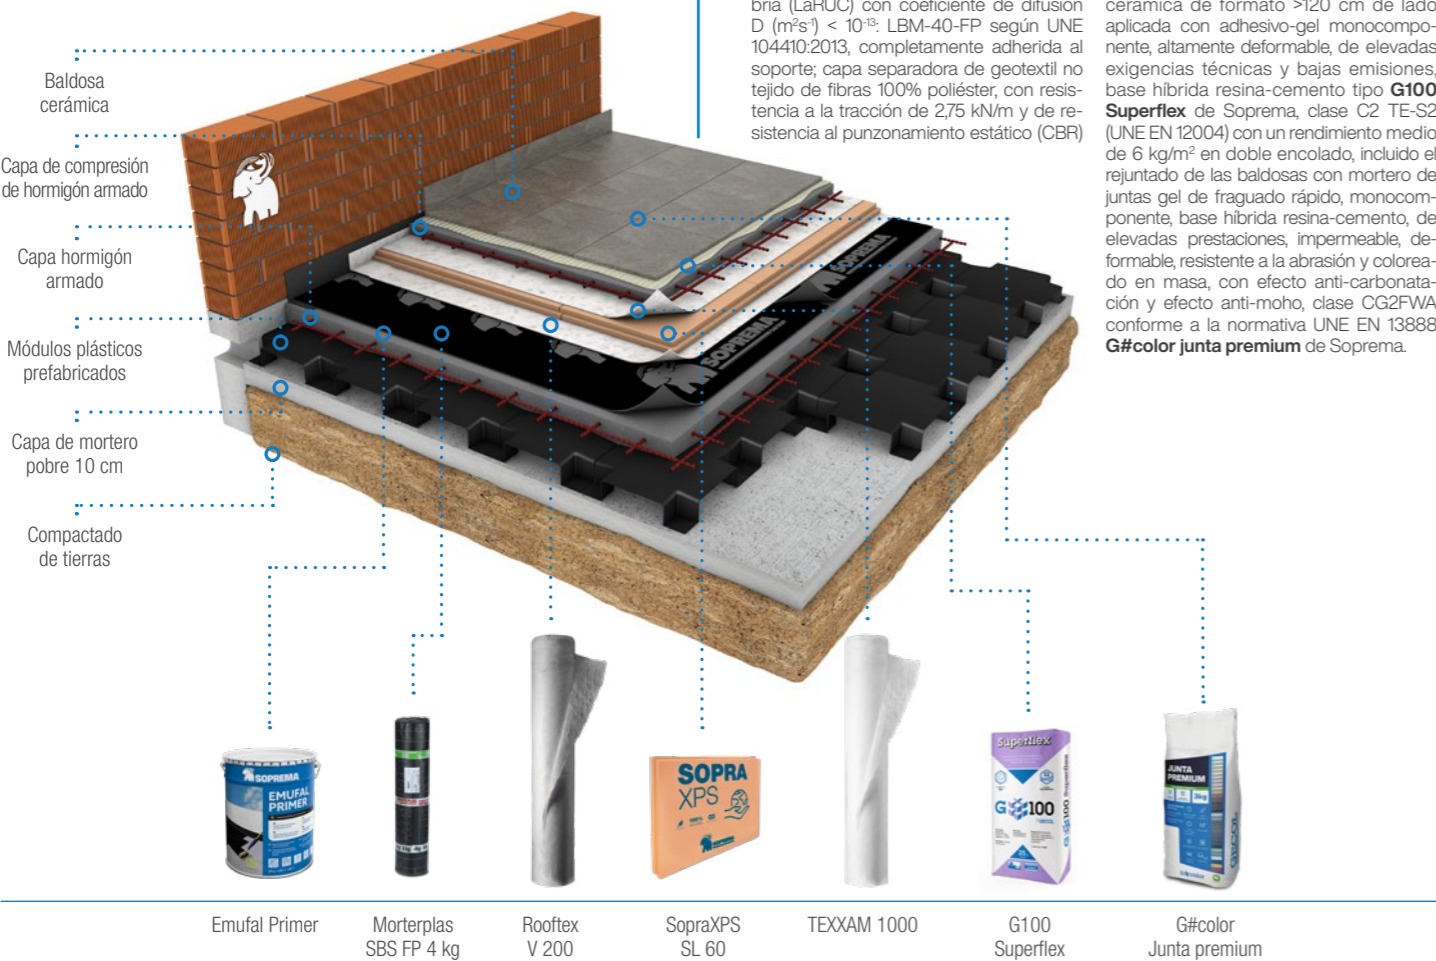 bría (LaRUC) con coeficiente de difusión
D (m²s⁻¹) < 10⁻¹³: LBM-40-FP según UNE
104410:2013, completamente adherida al
soporte; capa separadora de geotextil no
tejido de fibras 100% poliéster, con resis-
tencia a la tracción de 2,75 kN/m y de re-
sistencia al punzonamiento estático (CBR)
cerámica de formato >120 cm de lado
aplicada con adhesivo-gel monocompo-
nente, altamente deformable, de elevadas
exigencias técnicas y bajas emisiones,
base híbrida resina-cemento tipo G100
Superflex de Soprema, clase C2 TE-S2
(UNE EN 12004) con un rendimiento medio
de 6 kg/m² en doble encolado, incluido el
rejuntado de las baldosas con mortero de
juntas gel de fraguado rápido, monocom-
ponente, base híbrida resina-cemento, de
elevadas prestaciones, impermeable, de-
formable, resistente a la abrasión y colorea-
do en masa, con efecto anti-carbonata-
ción y efecto anti-moho, clase CG2FWA
conforme a la normativa UNE EN 13888
G#color junta premium de Soprema.
Baldosa
cerámica
Capa de compresión
de hormigón armado
Capa hormigón
armado
Módulos plásticos
prefabricados
Capa de mortero
pobre 10 cm
Compactado
de tierras
SOPREMA
SOPREMA
SOPREMA
EMUFAL
PRIMER
SOPRA
XPS
100%
SOPREMA
Superflex
G100
G100 Superflex
JUNTA
PREMIUM
3kg
GECOL
G#color
Emufal Primer
Morterplas
SBS FP 4 kg
Rooftex
V 200
SopraXPS
SL 60
TEXXAM 1000
G100
Superflex
G#color
Junta premium